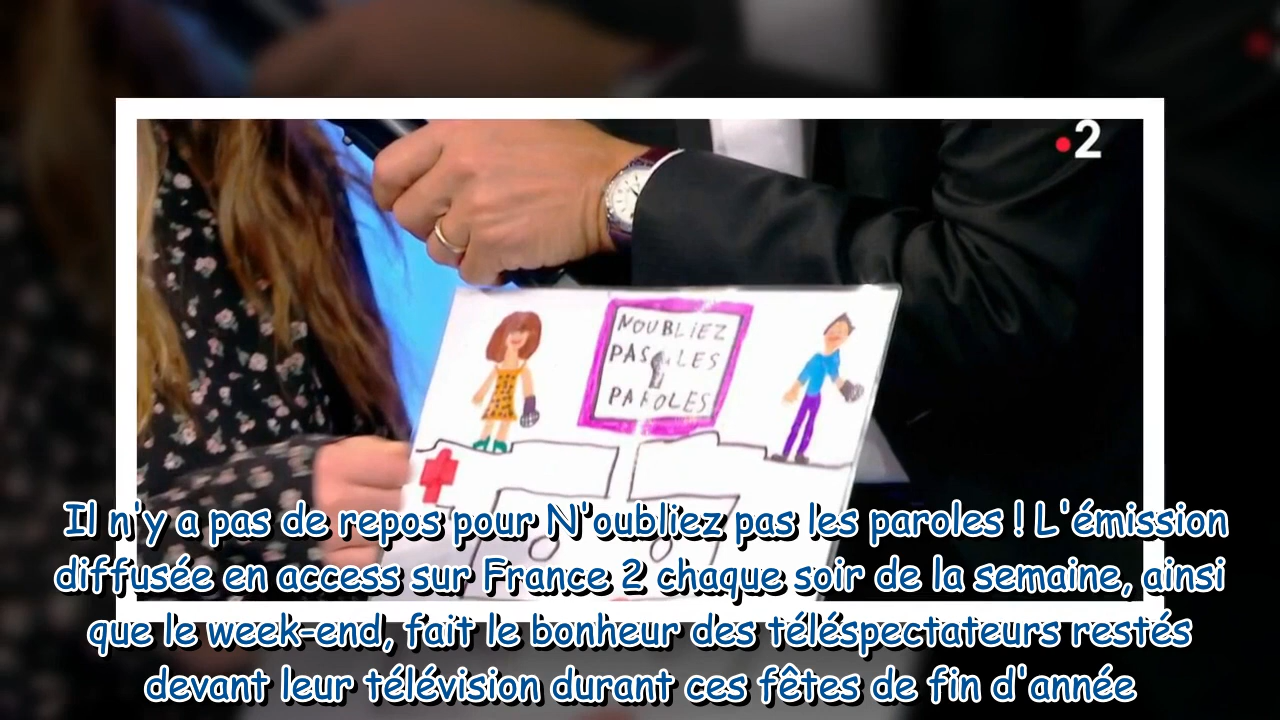 2
NOUBLIEZ
PAS LES
PAROLES
Il n'y a pas de repos pour N'oubliez pas les paroles ! L'émission
diffusée en access sur France 2 chaque soir de la semaine, ainsi
que le week-end, fait le bonheur des téléspectateurs restés
devant leur télévision durant ces fêtes de fin d'année